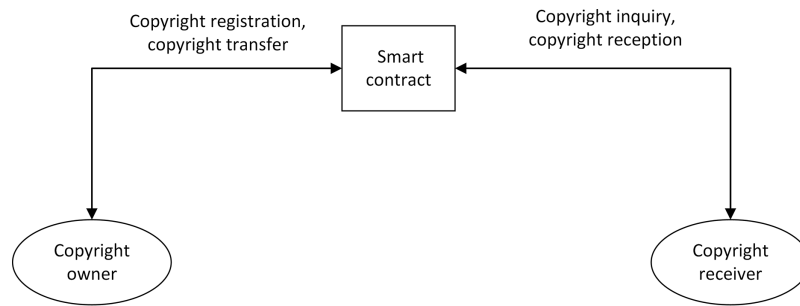 Copyright registration,
copyright transfer
Smart
contract
Copyright inquiry,
copyright reception
Copyright
owner
Copyright
receiver